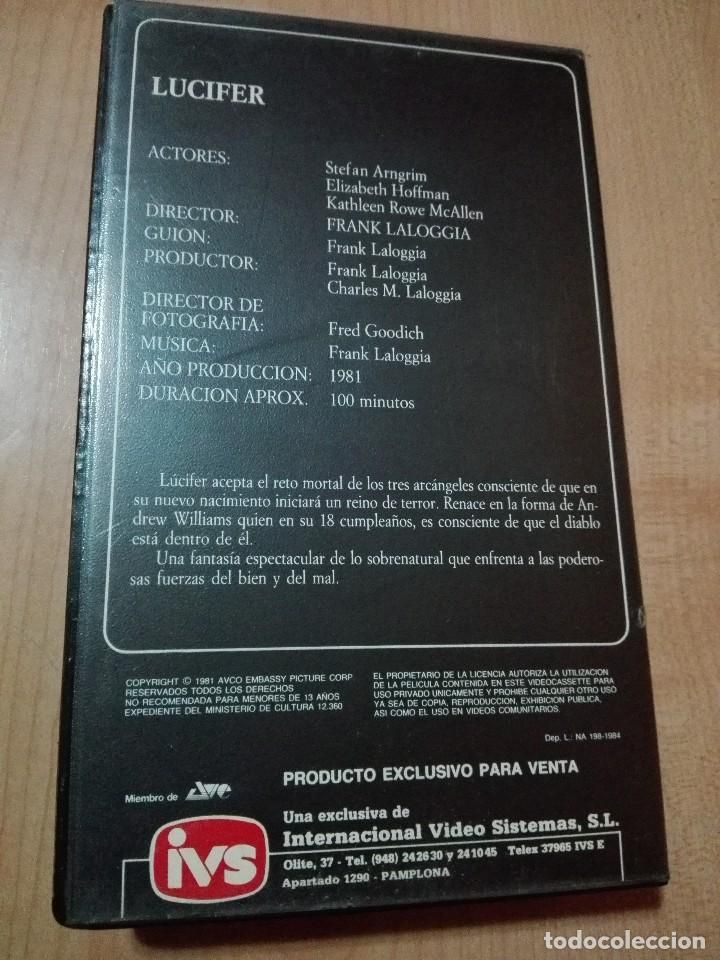 LUCIFER
ACTORES: Stefan Arngrim
Elizabeth Hoffman
Kathleen Rowe McAllen
DIRECTOR: FRANK LALOGGIA
GUION: Frank Laloggia
PRODUCTOR: Frank Laloggia
Charles M. Laloggia
DIRECTOR DE
FOTOGRAFIA: Fred Goodich
MUSICA: Frank Laloggia
AÑO PRODUCCION: 1981
DURACION APROX. 100 minutos
Lúcifer acepta el reto mortal de los tres arcángeles consciente de que en
su nuevo nacimiento iniciará un reino de terror. Renace en la forma de An-
drew Williams quien en su 18 cumpleaños, es consciente de que el diablo
está dentro de él.
Una fantasía espectacular de lo sobrenatural que enfrenta a las podero-
sas fuerzas del bien y del mal.
COPYRIGHT © 1981 AVCO EMBASSY PICTURE CORP
RESERVADOS TODOS LOS DERECHOS
NO RECOMENDADA PARA MENORES DE 13 AÑOS
EXPEDIENTE DEL MINISTERIO DE CULTURA 12.360
EL PROPIETARIO DE LA LICENCIA AUTORIZA LA UTILIZACION
DE LA PELICULA CONTENIDA EN ESTE VIDEOCASSETTE PARA
USO PRIVADO UNICAMENTE Y PROHIBE CUALQUIER OTRO USO
YA SEA DE COPIA, REPRODUCCION, EXHIBICION PUBLICA,
ASI COMO EL USO EN VIDEOS COMUNITARIOS.
Dep. L.: NA 198-1984
PRODUCTO EXCLUSIVO PARA VENTA
Miembro de Ave
ivs
Una exclusiva de
Internacional Video Sistemas, S.L.
Olite, 37 - Tel. (948) 242630 y 241045 Telex 37965 IVS E
Apartado 1290 - PAMPLONA
todocoleccion